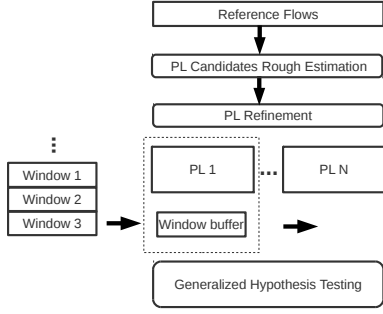 Reference Flows
PL Candidates Rough Estimation
PL Refinement
...
Window 1
Window 2
Window 3
PL 1
...
PL N
Window buffer
Generalized Hypothesis Testing